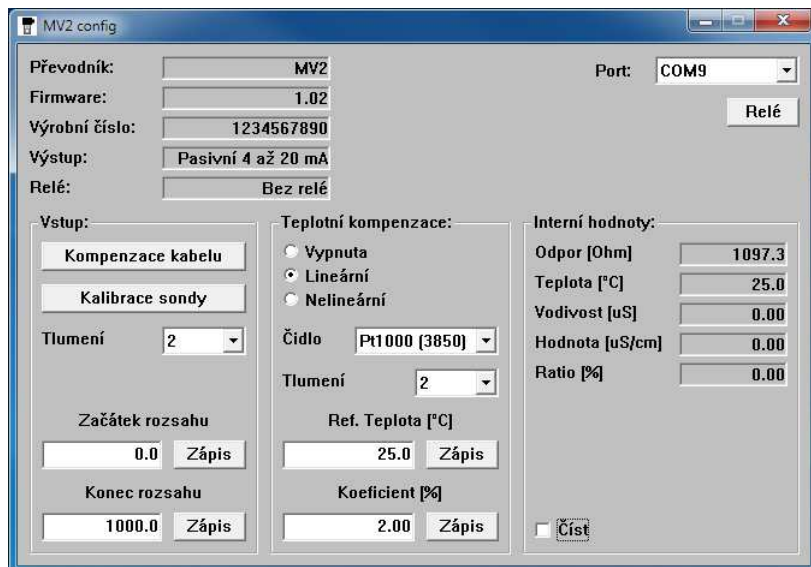 MV2 config
Převodník: MV2
Port: COM9
Firmware: 1.02
Relé
Výrobní číslo: 1234567890
Výstup: Pasivní 4 až 20 mA
Relé: Bez relé
Vstup:
Kompenzace kabelu
Kalibrace sondy
Tlumení 2
Začátek rozsahu
0.0 Zápis
Konec rozsahu
1000.0 Zápis
Teplotní kompenzace:
Vypnuta
Lineární
Nelineární
Čidlo Pt1000 (3850)
Tlumení 2
Ref. Teplota [°C]
25.0 Zápis
Koeficient [%]
2.00 Zápis
Interní hodnoty:
Odpor [Ohm] 1097.3
Teplota [°C] 25.0
Vodivost [uS] 0.00
Hodnota [uS/cm] 0.00
Ratio [%] 0.00
Číst